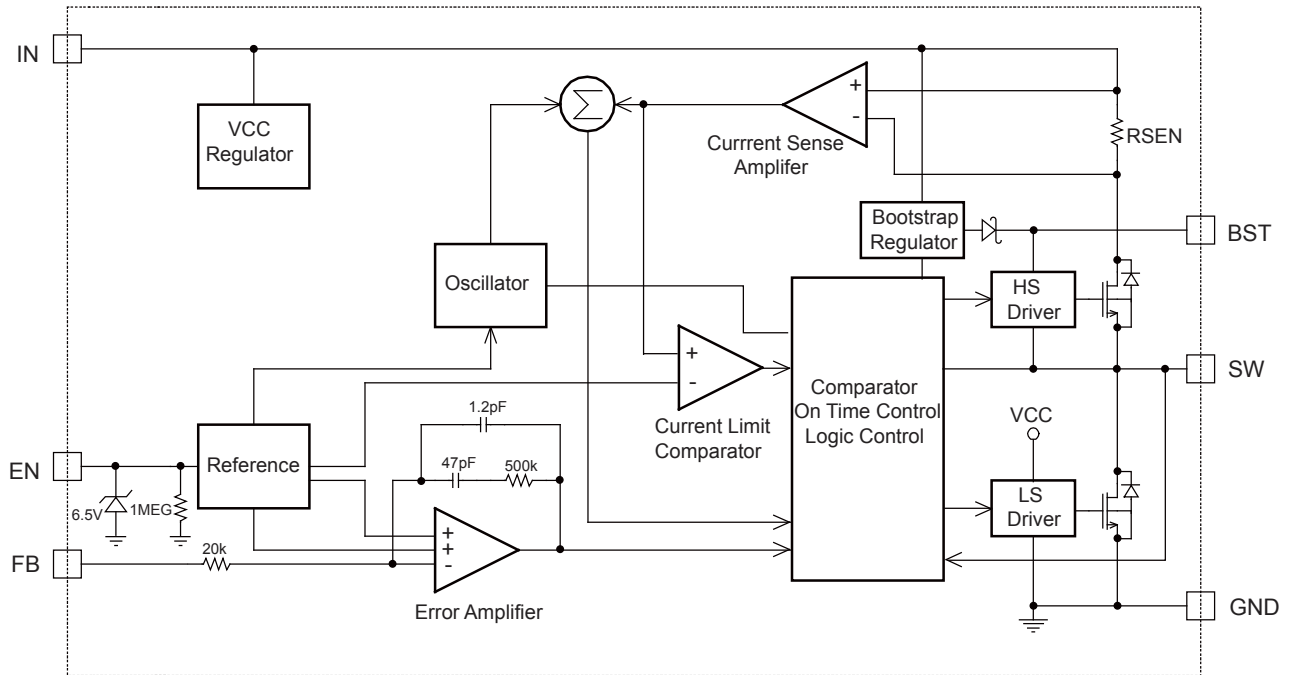 IN
VCC
Regulator
Σ
+
-
Currrent Sense
Amplifer
RSEN
Bootstrap
Regulator
BST
Oscillator
HS
Driver
+
-
Current Limit
Comparator
Comparator
On Time Control
Logic Control
SW
VCC
1.2pF
47pF
500k
EN
Reference
6.5V
1MEG
LS
Driver
FB
20k
+
+
-
Error Amplifier
GND